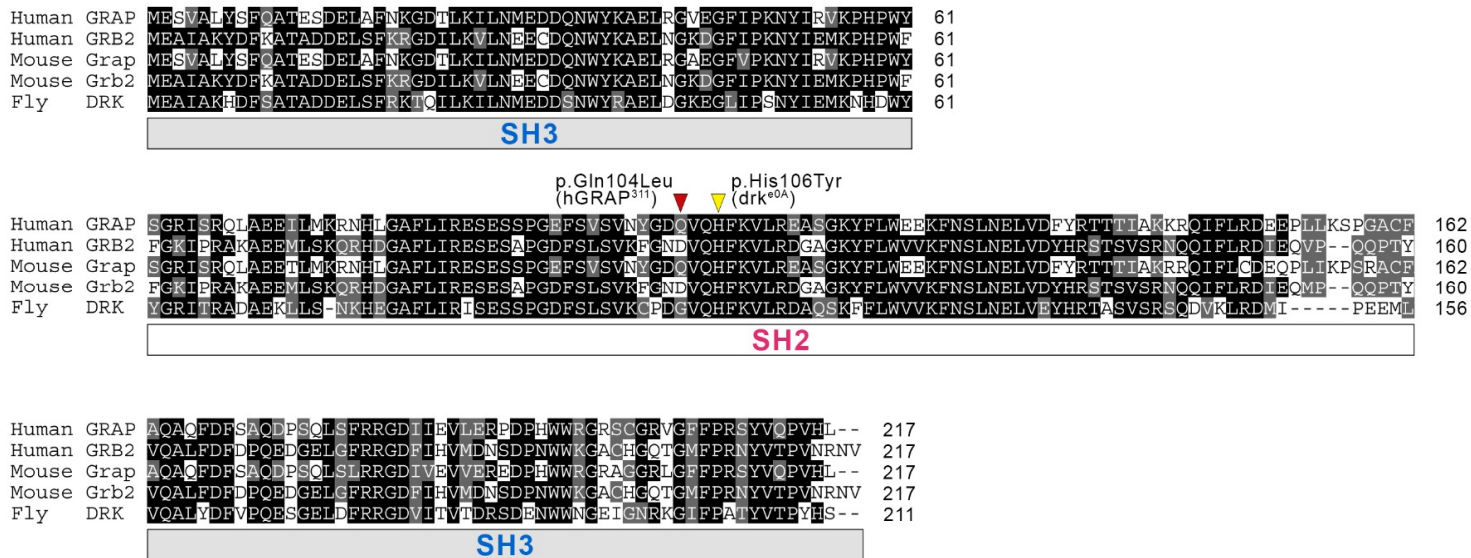 Human GRAP MESVALYSFQATESDELAFNKGDTLKILNMEDDQNWYKAELRGVEGFIPKNYIRVKPHPWY 61
Human GRB2 MEAIAKYDFKATADDELSFKRGDILKVLNEECDQNWYKAELNGKDGFIPKNYIEMKPHPWF 61
Mouse Grap MESVALYSFQATESDELAFNKGDTLKILNMEDDQNWYKAELRGAEGFVPKNYIRVKPHPWY 61
Mouse Grb2 MEAIAKYDFKATADDELSFKRGDILKVLNEECDQNWYKAELNGKDGFIPKNYIEMKPHPWF 61
Fly DRK MEAIAKHDFSATADDELSFRKTQILKILNMEDDSNWYRAELDGKEGLIPSNYIEMKNHDWY 61
SH3
p.Gln104Leu p.His106Tyr
(hGRAP³¹¹) (drkᵉ⁰ᴬ)
Human GRAP SGRISRQLAEEILMKRNHLGAFLIRESESSPGEFSVSVNYGDQVQHFKVLREASGKYFLWEEKFNSLNELVDFYRTTTIAKKRQIFLRDEEPLLKSPGACF 162
Human GRB2 FGKIPRAKAEEMLSKQRHDGAFLIRESESAPGDFSLSVKFGNDVQHFKVLRDGAGKYFLWVVKFNSLNELVDYHRSTSVSRNQQIFLRDIEQVP--QQPTY 160
Mouse Grap SGRISRQLAEETLMKRNHLGAFLIRESESSPGEFSVSVNYGDQVQHFKVLREASGKYFLWEEKFNSLNELVDFYRTTTIAKRRQIFLCDEQPLIKPSRACF 162
Mouse Grb2 FGKIPRAKAEEMLSKQRHDGAFLIRESESAPGDFSLSVKFGNDVQHFKVLRDGAGKYFLWVVKFNSLNELVDYHRSTSVSRNQQIFLRDIEQMP--QQPTY 160
Fly DRK YGRITRADAEKLLS-NKHEGAFLIRISESSPGDFSLSVKCPDGVQHFKVLRDAQSKFFLWVVKFNSLNELVEYHRTASVSRSQDVKLRDMI-----PEEML 156
SH2
Human GRAP AQAQFDFSAQDPSQLSFRRGDIIEVLERPDPHWWRGRSCGRVGFFPRSYVQPVHL-- 217
Human GRB2 VQALFDFDPQEDGELGFRRGDFIHVMDNSDPNWWKGACHGQTGMFPRNYVTPVNRNV 217
Mouse Grap AQAQFDFSAQDPSQLSLRRGDIVEVVEREDPHWWRGRAGGRLGFFPRSYVQPVHL-- 217
Mouse Grb2 VQALFDFDPQEDGELGFRRGDFIHVMDNSDPNWWKGACHGQTGMFPRNYVTPVNRNV 217
Fly DRK VQALYDFVPQESGELDFRRGDVITVTDRSDENWWNGEIGNRKGIFPATYVTPYHS-- 211
SH3